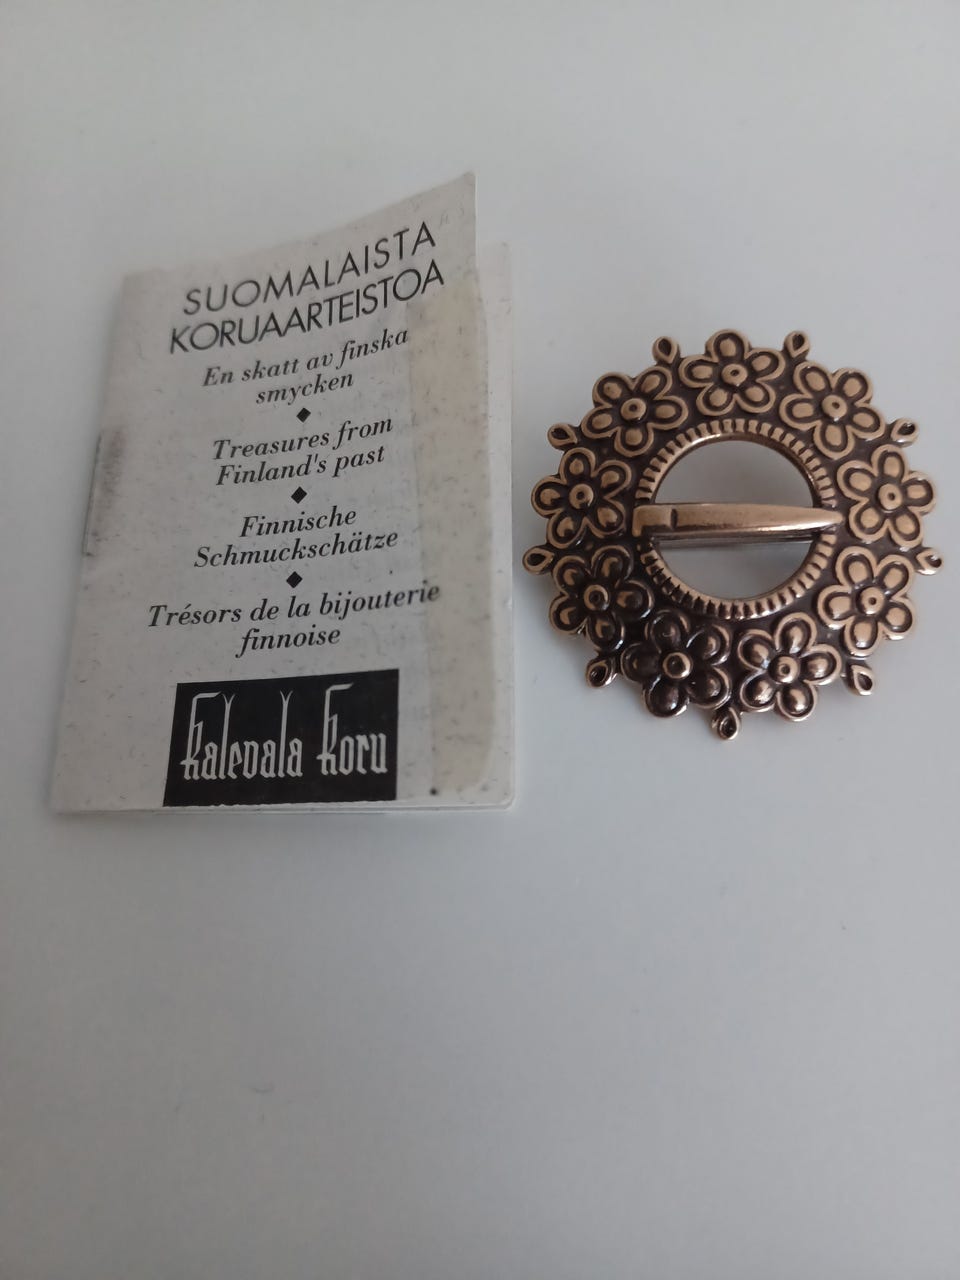 SUOMALAISTA
KORUAARTEISTOA
En skatt av finska
smycken
Treasures from
Finland's past
Finnische
Schmuckschätze
Trésors de la bijouterie
finnoise
Kalevala Koru